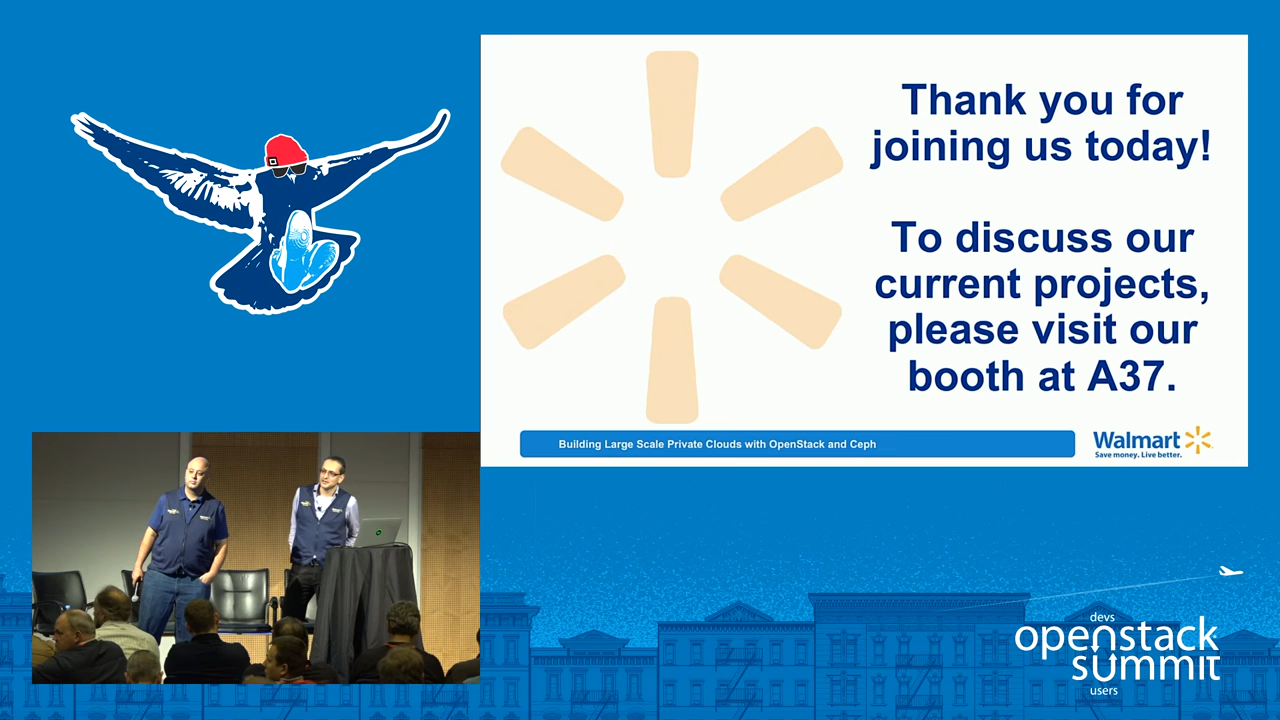 Thank you for
joining us today!
To discuss our
current projects,
please visit our
booth at A37.
Building Large Scale Private Clouds with OpenStack and Ceph
Walmart
Save money. Live better.
devs
openstack
summit
users